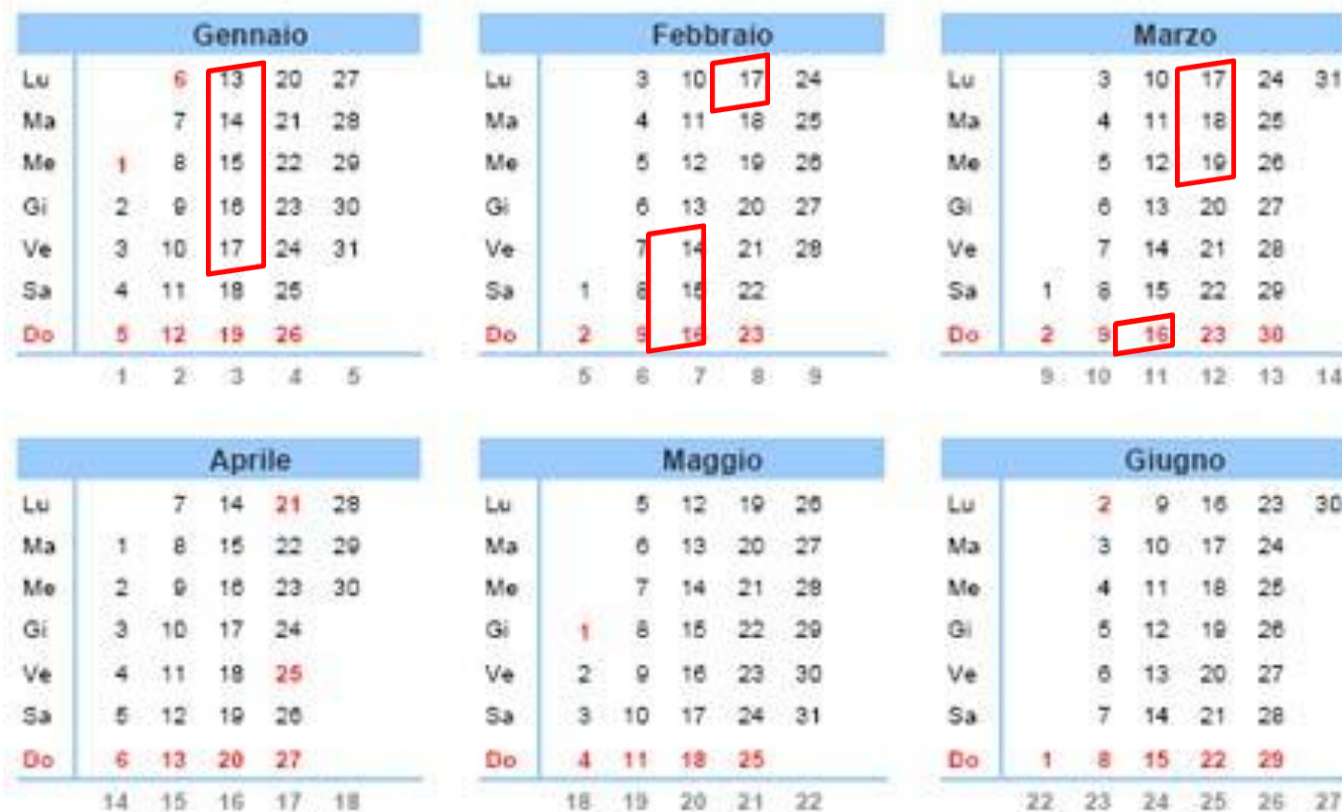 Gennaio Febbraio Marzo
Lu 6 13 20 27 Lu 3 10 17 24 Lu 3 10 17 24 31
Ma 7 14 21 28 Ma 4 11 18 25 Ma 4 11 18 25
Me 1 8 15 22 29 Me 5 12 19 26 Me 5 12 19 26
Gi 2 9 16 23 30 Gi 6 13 20 27 Gi 6 13 20 27
Ve 3 10 17 24 31 Ve 7 14 21 28 Ve 7 14 21 28
Sa 4 11 18 25 Sa 1 8 15 22 Sa 1 8 15 22 29
Do 5 12 19 26 Do 2 9 16 23 Do 2 9 16 23 30
1 2 3 4 5 5 6 7 8 9 9 10 11 12 13 14
Aprile Maggio Giugno
Lu 7 14 21 28 Lu 5 12 19 26 Lu 2 9 16 23 30
Ma 1 8 15 22 29 Ma 6 13 20 27 Ma 3 10 17 24
Me 2 9 16 23 30 Me 7 14 21 28 Me 4 11 18 25
Gi 3 10 17 24 Gi 1 8 15 22 29 Gi 5 12 19 26
Ve 4 11 18 25 Ve 2 9 16 23 30 Ve 6 13 20 27
Sa 5 12 19 26 Sa 3 10 17 24 31 Sa 7 14 21 28
Do 6 13 20 27 Do 4 11 18 25 Do 1 8 15 22 29
14 15 16 17 18 18 19 20 21 22 22 23 24 25 26 27